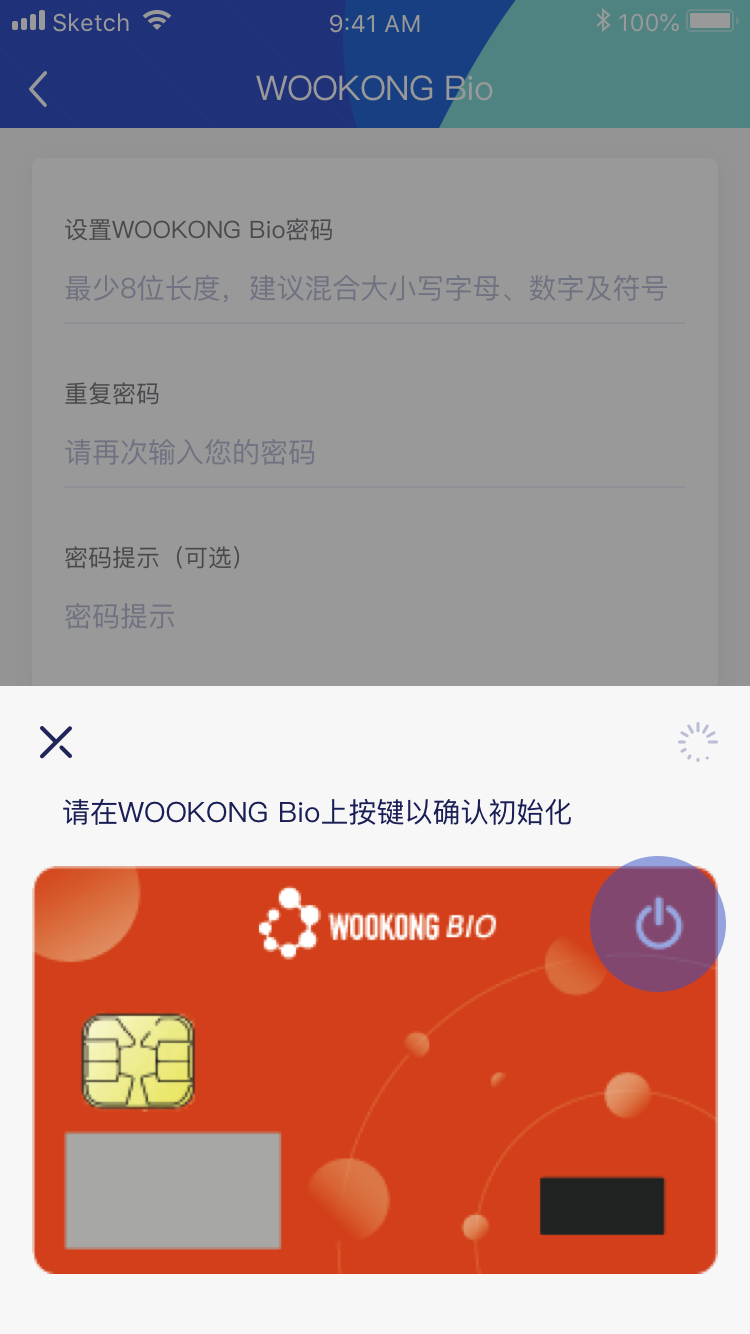 Sketch 9:41 AM 100%
WOOKONG Bio
设置WOOKONG Bio密码
最少8位长度，建议混合大小写字母、数字及符号
重复密码
请再次输入您的密码
密码提示（可选）
密码提示
请在WOOKONG Bio上按键以确认初始化
WOOKONG BIO